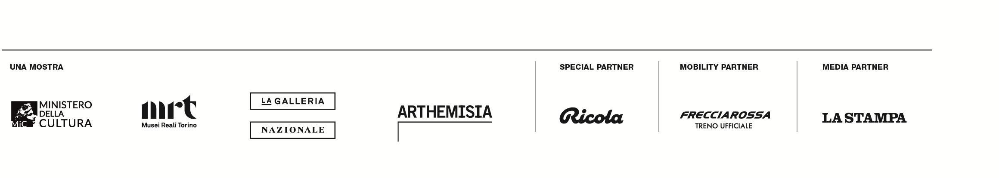 UNA MOSTRA
MiC
MINISTERO
DELLA
CULTURA
mrt
Musei Reali Torino
LA GALLERIA
NAZIONALE
ARTHEMISIA
SPECIAL PARTNER
Ricola
MOBILITY PARTNER
FRECCIAROSSA
TRENO UFFICIALE
MEDIA PARTNER
LA STAMPA